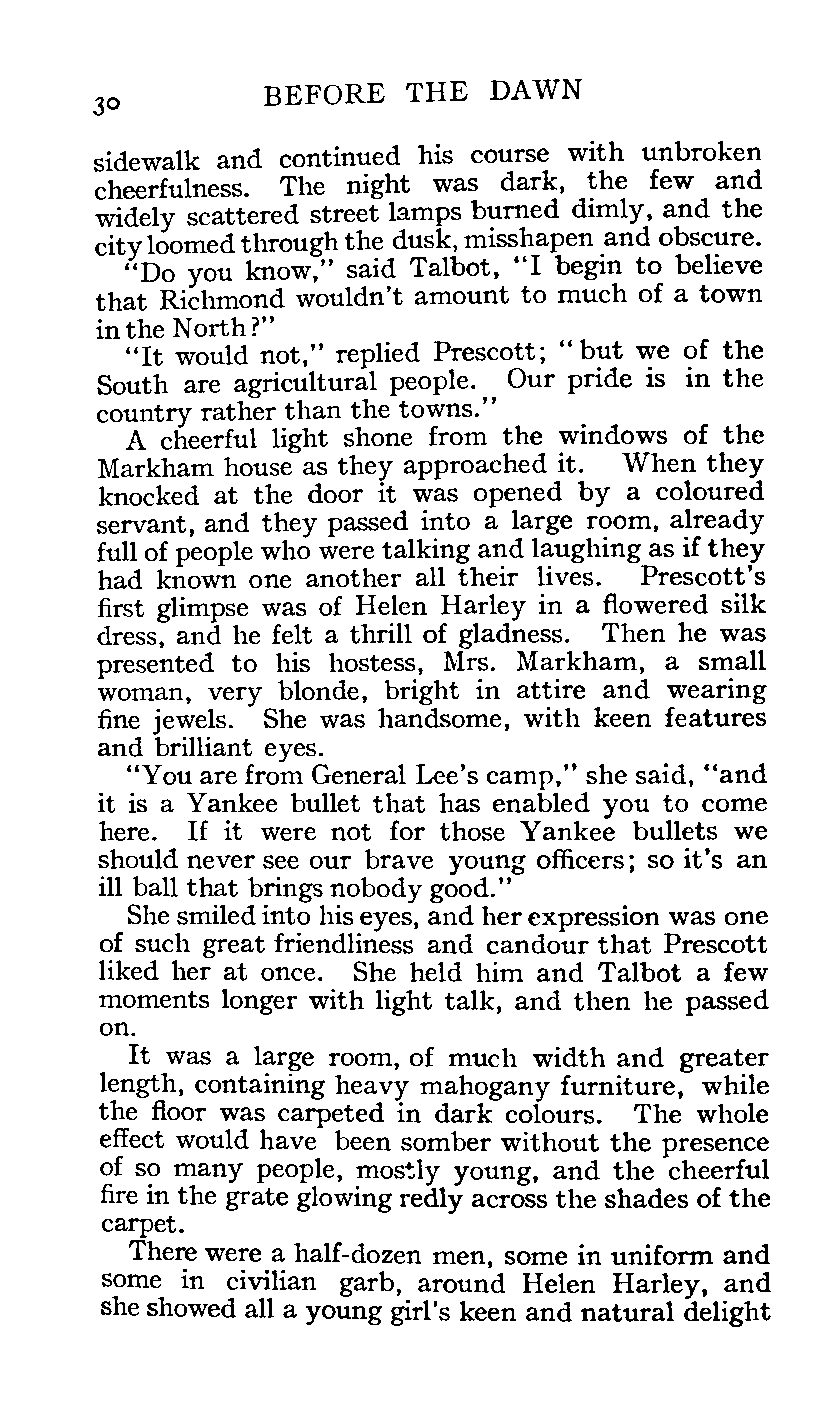 30 BEFORE THE DAWN
sidewalk and continued his course with unbroken
cheerfulness. The night was dark, the few and
widely scattered street lamps burned dimly, and the
city loomed through the dusk, misshapen and obscure.
"Do you know," said Talbot, "I begin to believe
that Richmond wouldn't amount to much of a town
in the North?"
"It would not," replied Prescott; "but we of the
South are agricultural people. Our pride is in the
country rather than the towns."
A cheerful light shone from the windows of the
Markham house as they approached it. When they
knocked at the door it was opened by a coloured
servant, and they passed into a large room, already
full of people who were talking and laughing as if they
had known one another all their lives. Prescott's
first glimpse was of Helen Harley in a flowered silk
dress, and he felt a thrill of gladness. Then he was
presented to his hostess, Mrs. Markham, a small
woman, very blonde, bright in attire and wearing
fine jewels. She was handsome, with keen features
and brilliant eyes.
"You are from General Lee's camp," she said, "and
it is a Yankee bullet that has enabled you to come
here. If it were not for those Yankee bullets we
should never see our brave young officers; so it's an
ill ball that brings nobody good."
She smiled into his eyes, and her expression was one
of such great friendliness and candour that Prescott
liked her at once. She held him and Talbot a few
moments longer with light talk, and then he passed
on.
It was a large room, of much width and greater
length, containing heavy mahogany furniture, while
the floor was carpeted in dark colours. The whole
effect would have been somber without the presence
of so many people, mostly young, and the cheerful
fire in the grate glowing redly across the shades of the
carpet.
There were a half-dozen men, some in uniform and
some in civilian garb, around Helen Harley, and
she showed all a young girl's keen and natural delight